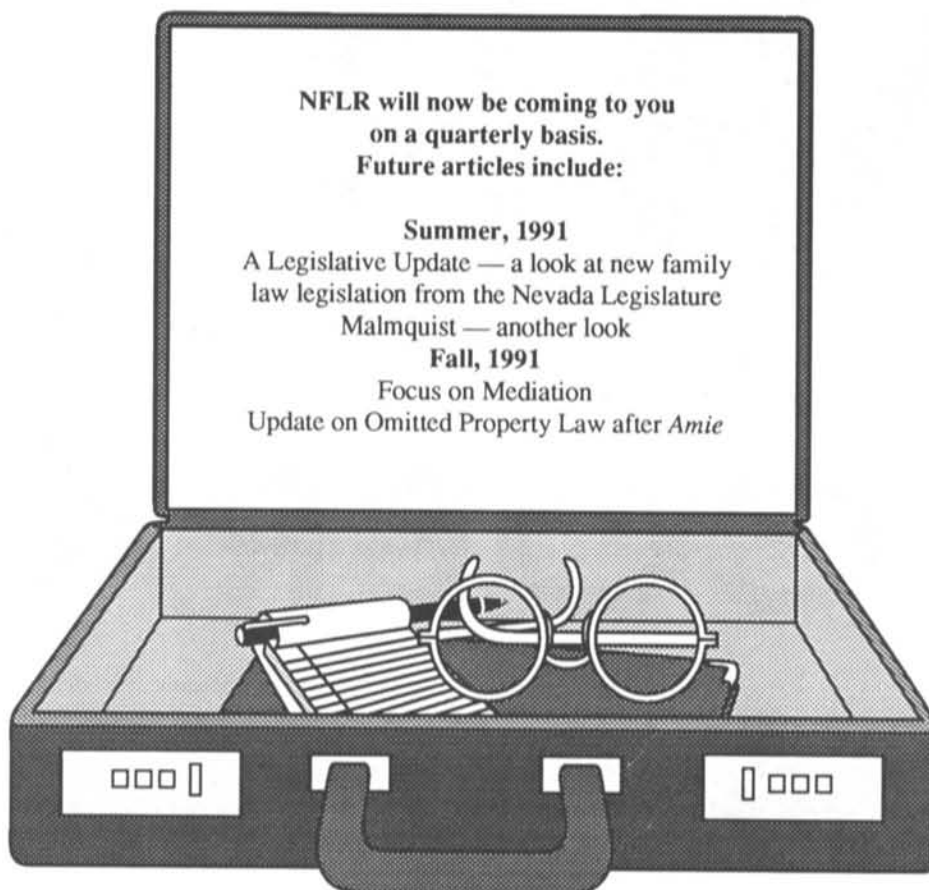 NFLR will now be coming to you
on a quarterly basis.
Future articles include:
Summer, 1991
A Legislative Update — a look at new family
law legislation from the Nevada Legislature
Malmquist — another look
Fall, 1991
Focus on Mediation
Update on Omitted Property Law after Amie